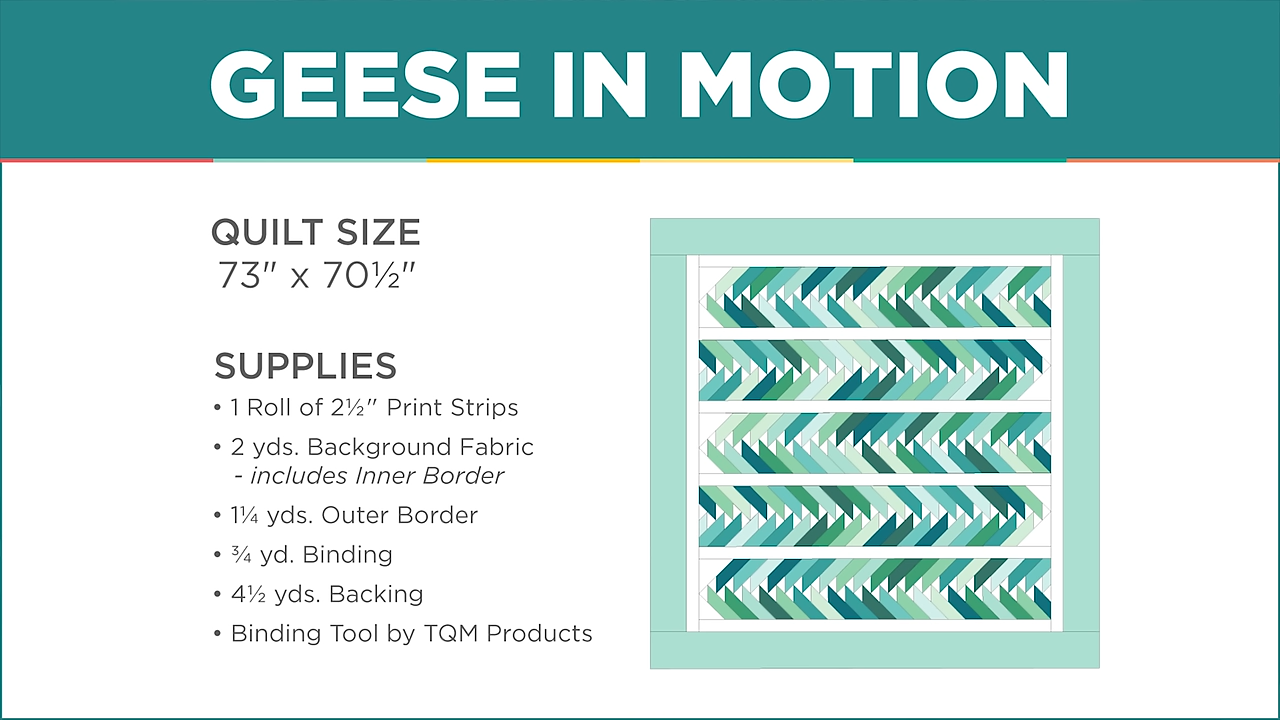 GEESE IN MOTION
QUILT SIZE
73" x 70½"
SUPPLIES
• 1 Roll of 2½" Print Strips
• 2 yds. Background Fabric
- includes Inner Border
• 1¼ yds. Outer Border
• ¾ yd. Binding
• 4½ yds. Backing
• Binding Tool by TQM Products